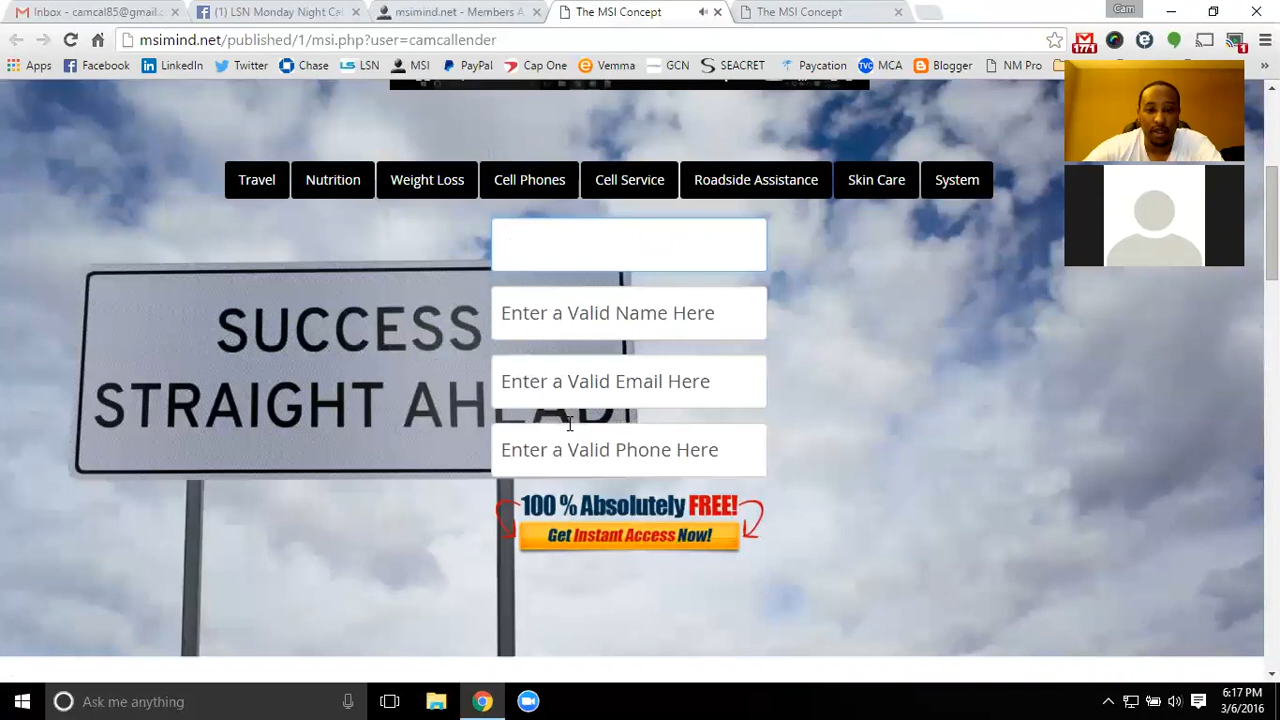 Inbox - camcal85@gmail.c
(1) LSN Monday Night Cal
msimind.net - Members A
The MSI Concept
The MSI Concept
Cam
msimind.net/published/1/msi.php?user=camcallender
1771
1
Apps
Facebook
LinkedIn
Twitter
Chase
LSN
MSI
PayPal
Cap One
Vemma
GCN
SEACRET
Paycation
MCA
Blogger
NM Pro
»
Travel
Nutrition
Weight Loss
Cell Phones
Cell Service
Roadside Assistance
Skin Care
System
SUCCESS
STRAIGHT AHEAD
Enter a Valid Name Here
Enter a Valid Email Here
Enter a Valid Phone Here
100 % Absolutely FREE!
Get Instant Access Now!
Ask me anything
6:17 PM
3/6/2016